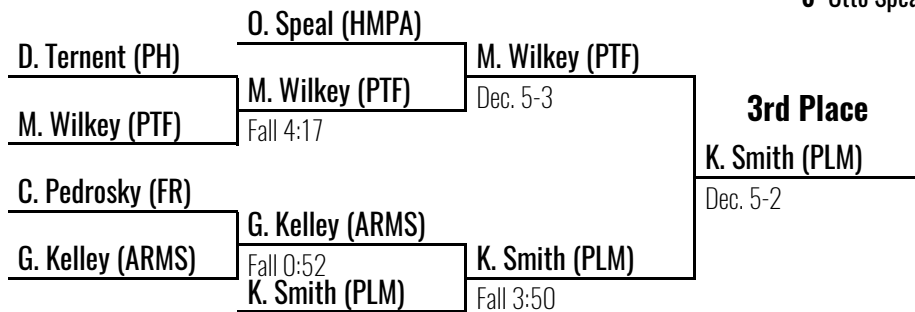 O. Speal (HMPA)
D. Ternent (PH)
M. Wilkey (PTF)
M. Wilkey (PTF)
Dec. 5-3
3rd Place
M. Wilkey (PTF)
Fall 4:17
K. Smith (PLM)
Dec. 5-2
C. Pedrosky (FR)
G. Kelley (ARMS)
G. Kelley (ARMS)
Fall 0:52
K. Smith (PLM)
K. Smith (PLM)
Fall 3:50